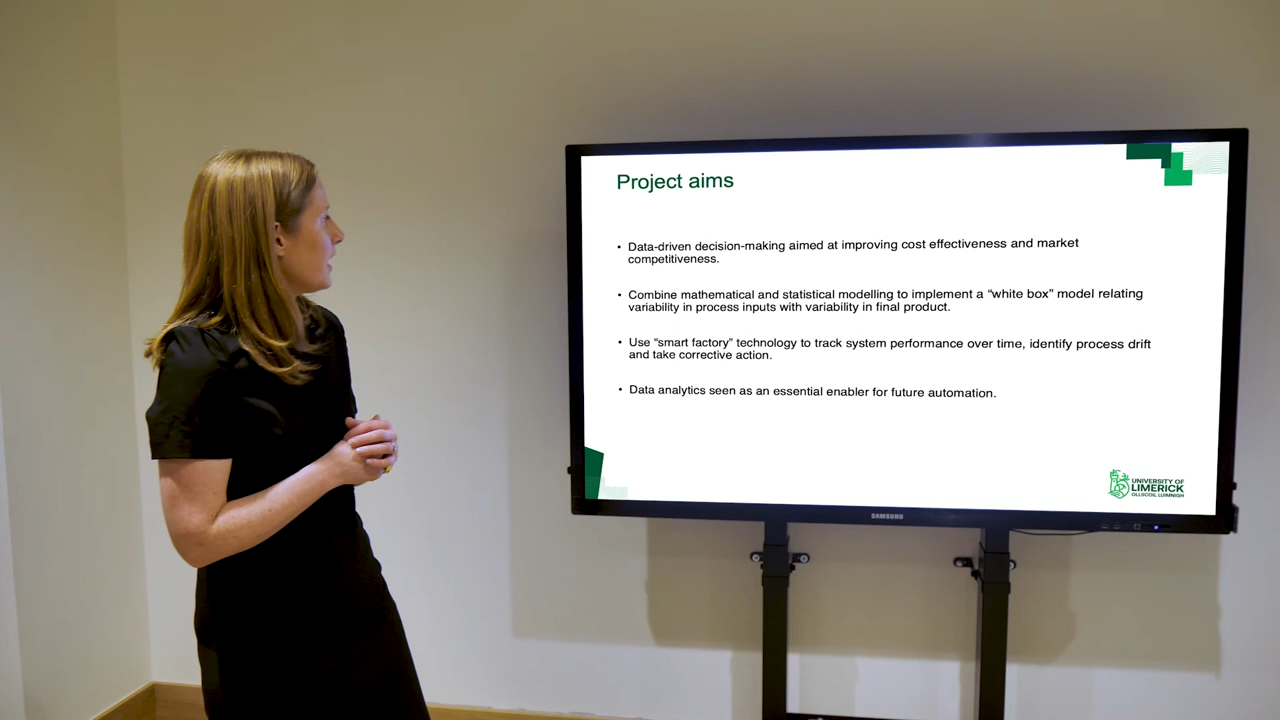 Project aims
• Data-driven decision-making aimed at improving cost effectiveness and market
competitiveness.
• Combine mathematical and statistical modelling to implement a “white box” model relating
variability in process inputs with variability in final product.
• Use “smart factory” technology to track system performance over time, identify process drift
and take corrective action.
• Data analytics seen as an essential enabler for future automation.
UNIVERSITY OF
LIMERICK
OLLSCOIL LUIMNIGH
SAMSUNG